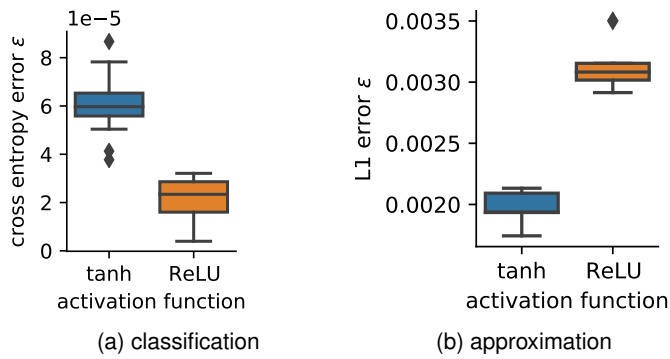 1e-5
cross entropy error ε
8
6
4
2
0
tanh
ReLU
activation function
(a) classification
L1 error ε
0.0035
0.0030
0.0025
0.0020
tanh
ReLU
activation function
(b) approximation